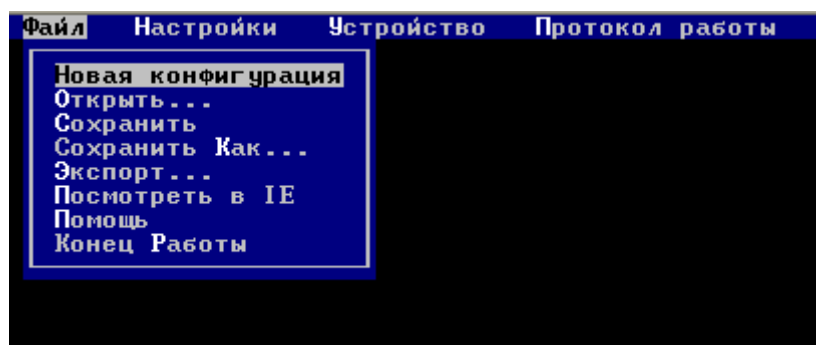 Файл Настройки Устройство Протокол работы
Новая конфигурация
Открыть...
Сохранить
Сохранить Как...
Экспорт...
Посмотреть в IE
Помощь
Конец Работы